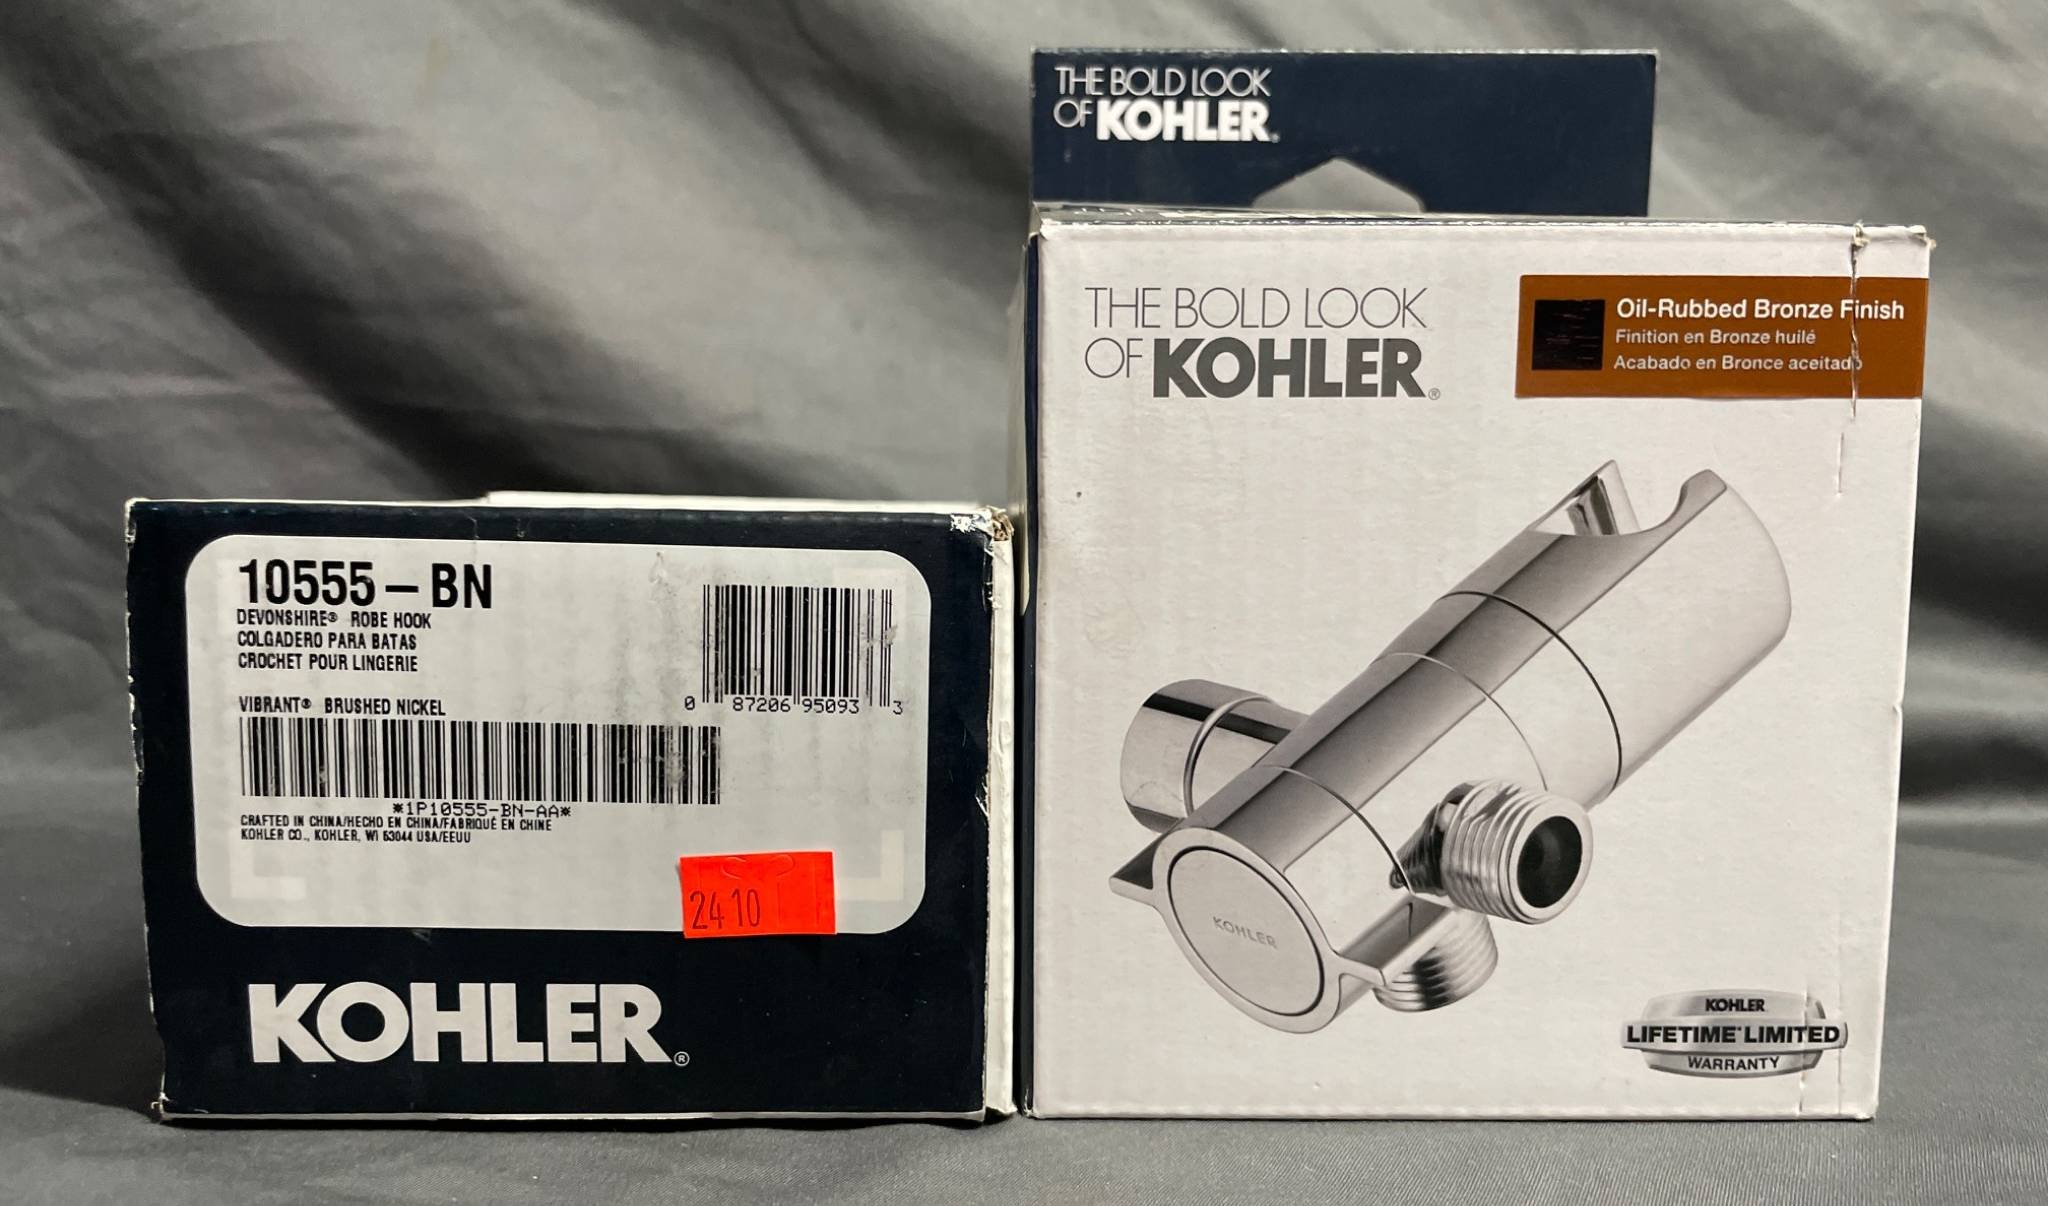 10555-BN
DEVONSHIRE® ROBE HOOK
COLGADERO PARA BATAS
CROCHET POUR LINGERIE
VIBRANT® BRUSHED NICKEL
0 87206 95093 3
*1P10555-BN-AA*
CRAFTED IN CHINA/HECHO EN CHINA/FABRIQUÉ EN CHINE
KOHLER CO., KOHLER, WI 53044 USA/EEUU
2410
KOHLER®
THE BOLD LOOK
OF KOHLER®
THE BOLD LOOK
OF KOHLER®
Oil-Rubbed Bronze Finish
Finition en Bronze huilé
Acabado en Bronce aceitado
KOHLER
KOHLER
LIFETIME* LIMITED
WARRANTY